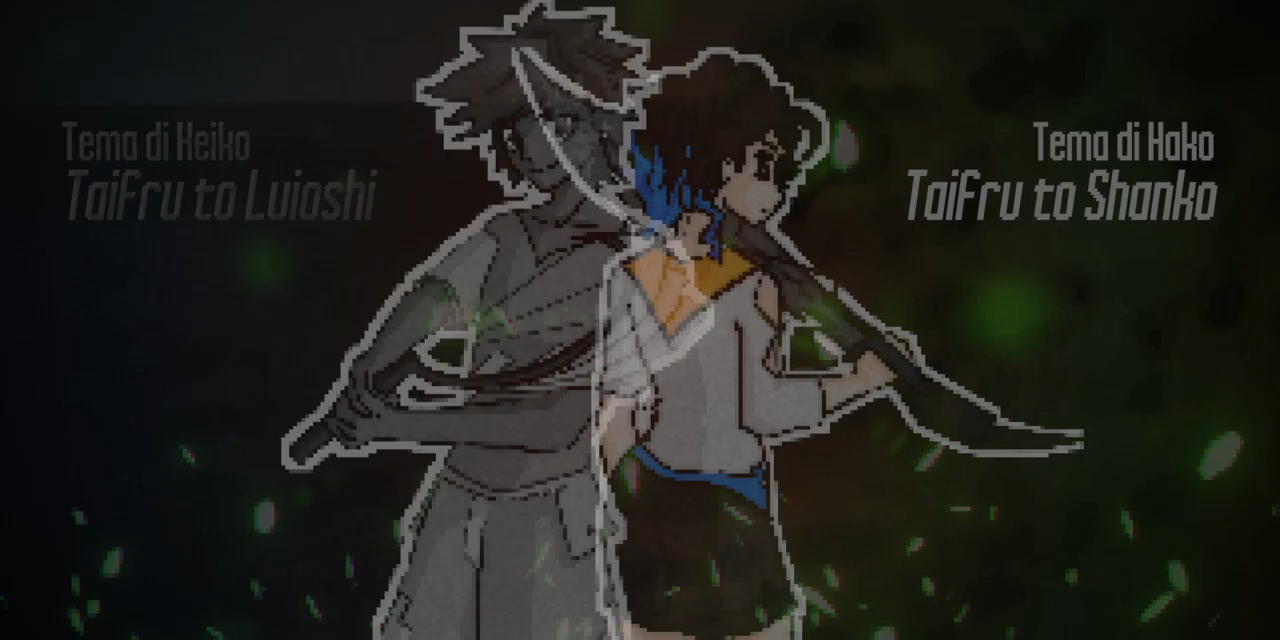 Tema di Keiko
TaiFru to Luioshi
Tema di Hako
TaiFru to Shanko